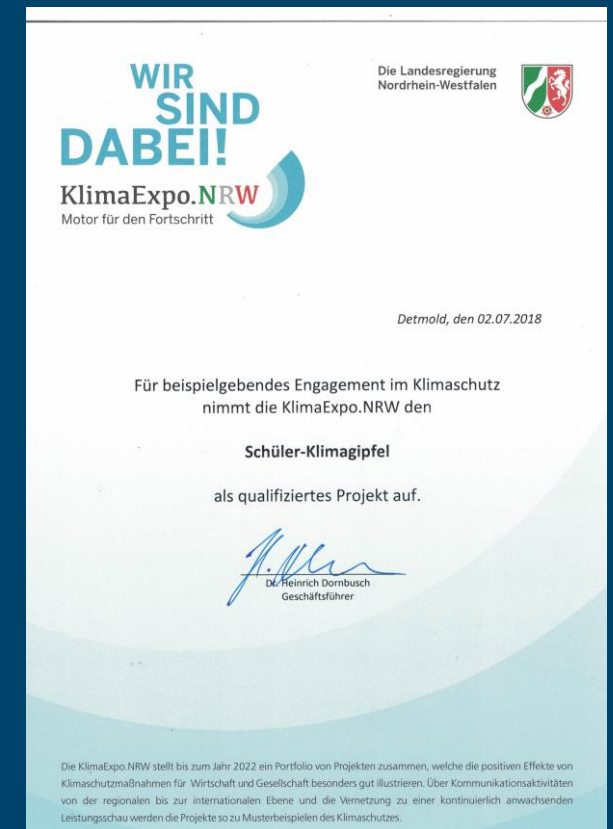 WIR
SIND
DABEI!
KlimaExpo.NRW
Motor für den Fortschritt
Die Landesregierung
Nordrhein-Westfalen
Detmold, den 02.07.2018
Für beispielgebendes Engagement im Klimaschutz
nimmt die KlimaExpo.NRW den
Schüler-Klimagipfel
als qualifiziertes Projekt auf.
Dr. Heinrich Dornbusch
Geschäftsführer
Die KlimaExpo.NRW stellt bis zum Jahr 2022 ein Portfolio von Projekten zusammen, welche die positiven Effekte von
Klimaschutzmaßnahmen für Wirtschaft und Gesellschaft besonders gut illustrieren. Über Kommunikationsaktivitäten
von der regionalen bis zur internationalen Ebene und die Vernetzung zu einer kontinuierlich anwachsenden
Leistungsschau werden die Projekte so zu Musterbeispielen des Klimaschutzes.